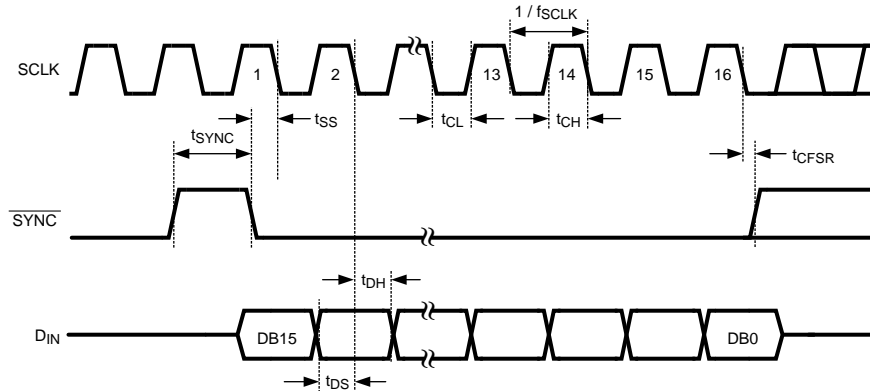 1 / fSCLK
SCLK
1
2
13
14
15
16
tSYNC
tSS
tCL
tCH
tCFSR
SYNC
tDH
DIN
DB15
DB0
tDS